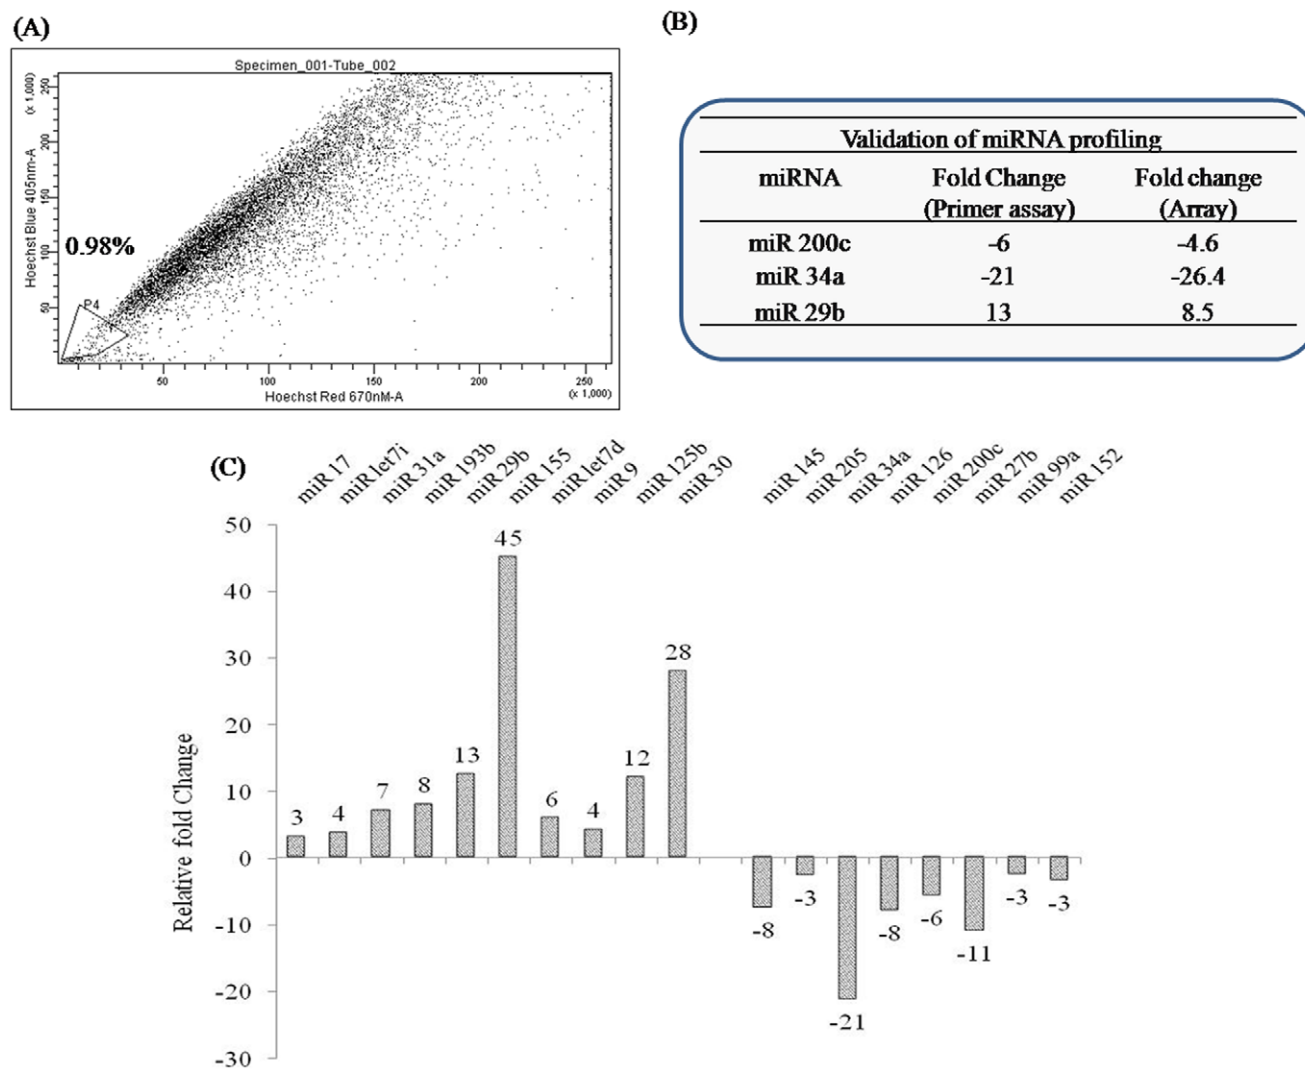 (A)
Specimen_001-Tube_002
Hoechst Blue 405nm-A
(x 1,000)
250
200
150
100
50
0.98%
P4
50 100 150 200 250
(x 1,000)
Hoechst Red 670nM-A
(B)
Validation of miRNA profiling
miRNA Fold Change Fold change
(Primer assay) (Array)
miR 200c -6 -4.6
miR 34a -21 -26.4
miR 29b 13 8.5
(C)
miR 17 miR let7i miR 31a miR 193b miR 29b miR 155 miR let7d miR 9 miR 125b miR 30 miR 145 miR 205 miR 34a miR 126 miR 200c miR 27b miR 99a miR 152
Relative fold Change
50
40
30
20
10
0
-10
-20
-30
3 4 7 8 13 45 6 4 12 28
-8 -3 -21 -8 -6 -11 -3 -3